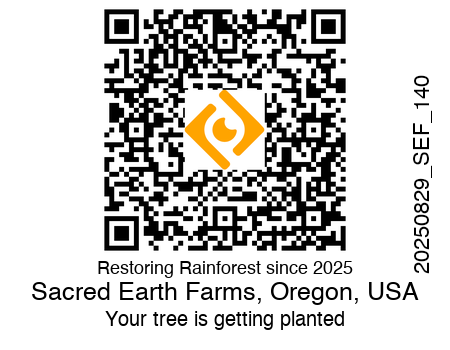 Restoring Rainforest since 2025
Sacred Earth Farms, Oregon, USA
Your tree is getting planted
20250829_SEF_140